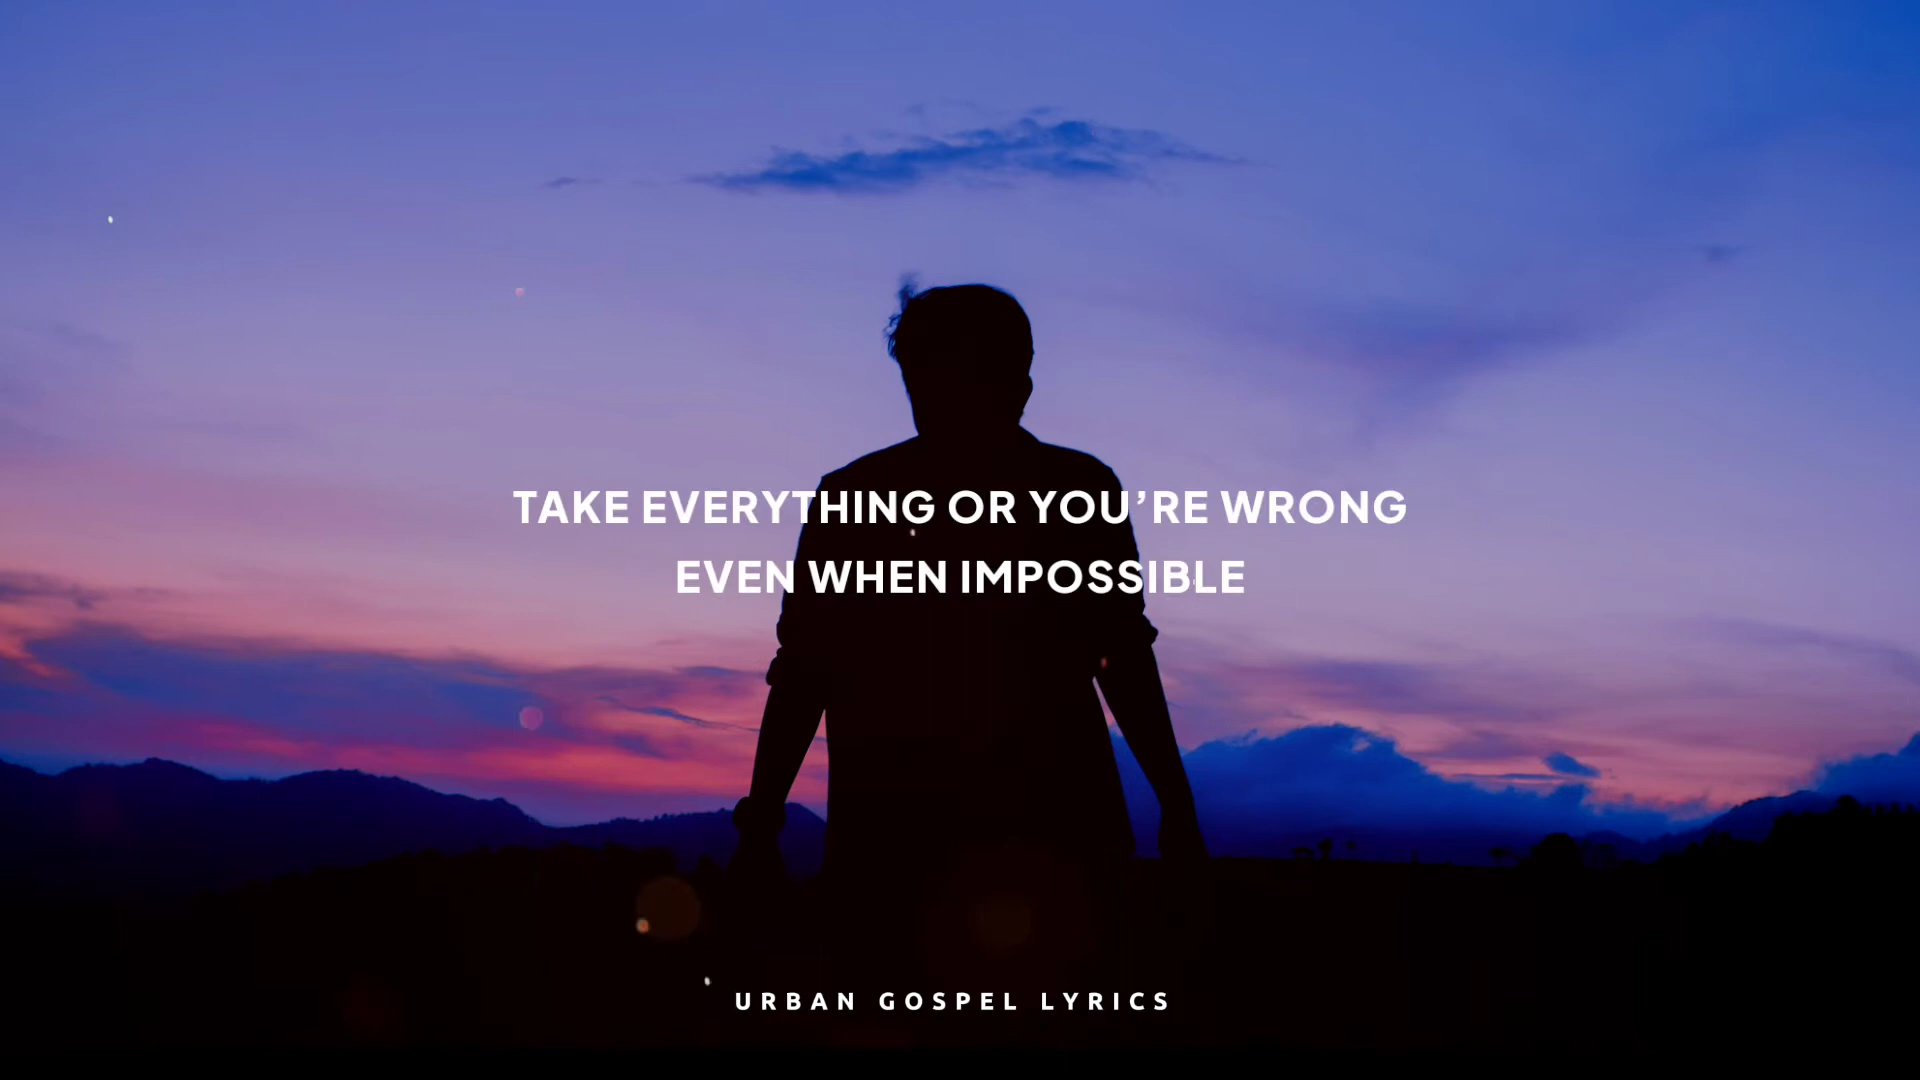 TAKE EVERYTHING OR YOU’RE WRONG
EVEN WHEN IMPOSSIBLE
URBAN GOSPEL LYRICS